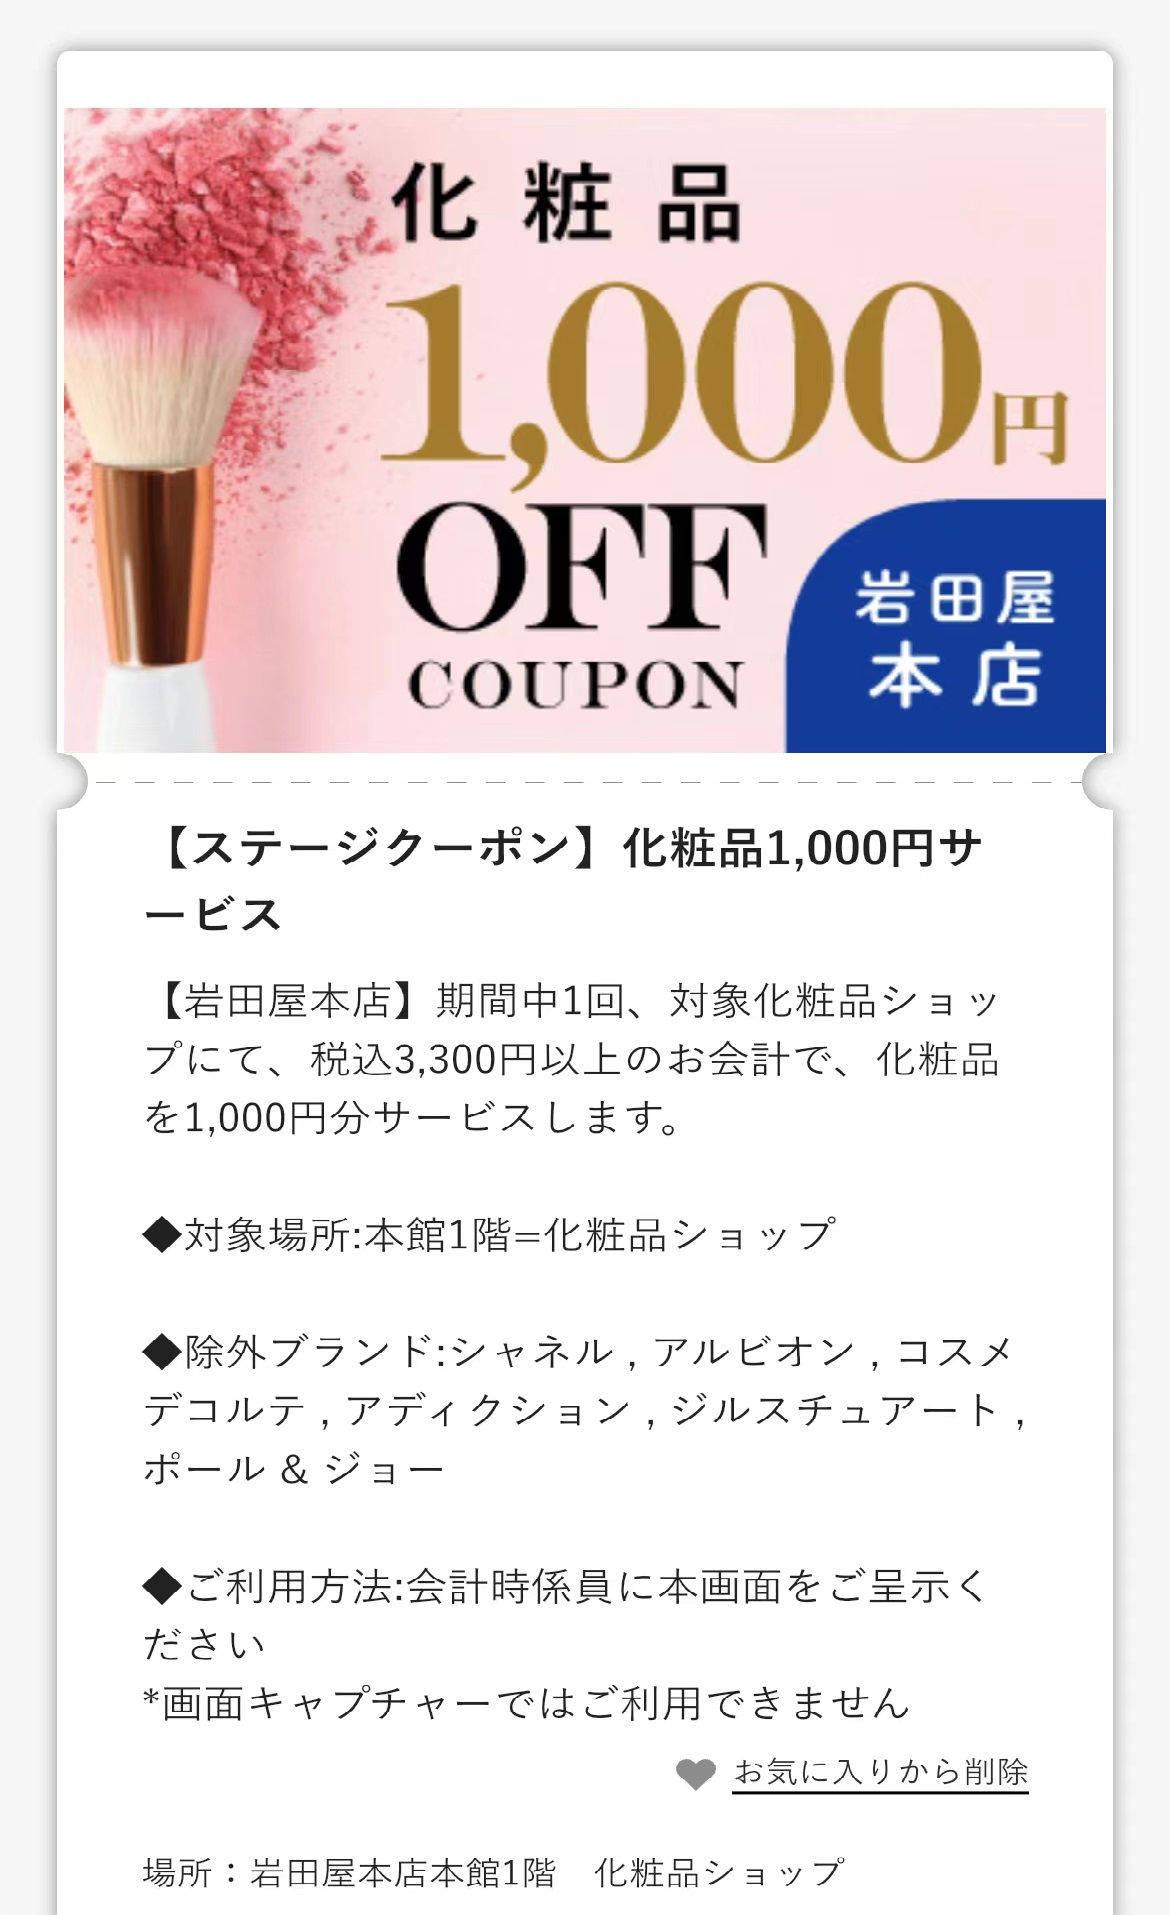 化粧品
1,000円
OFF
COUPON
岩田屋
本店
【ステージクーポン】化粧品1,000円サ
ービス
【岩田屋本店】期間中1回、対象化粧品ショッ
プにて、税込3,300円以上のお会計で、化粧品
を1,000円分サービスします。
◆対象場所:本館1階=化粧品ショップ
◆除外ブランド:シャネル , アルビオン , コスメ
デコルテ , アディクション , ジルスチュアート ,
ポール & ジョー
◆ご利用方法:会計時係員に本画面をご呈示く
ださい
*画面キャプチャーではご利用できません
お気に入りから削除
場所：岩田屋本店本館1階　化粧品ショップ